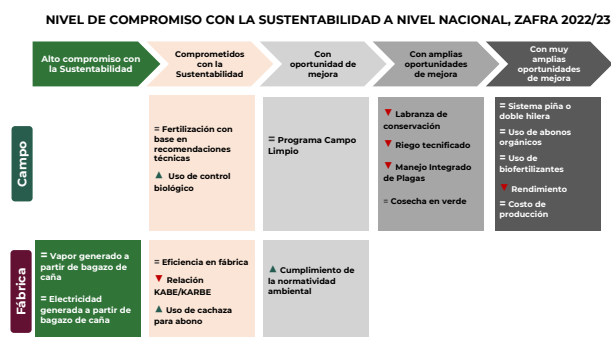 NIVEL DE COMPROMISO CON LA SUSTENTABILIDAD A NIVEL NACIONAL, ZAFRA 2022/23
Alto compromiso con
la Sustentabilidad
Comprometidos
con la
Sustentabilidad
Con
oportunidad de
mejora
Con amplias
oportunidades
de mejora
Con muy
amplias
oportunidades
de mejora
Campo
= Fertilización con
base en
recomendaciones
técnicas
▲ Uso de control
biológico
= Programa Campo
Limpio
▼ Labranza de
conservación
▼ Riego tecnificado
▼ Manejo Integrado
de Plagas
= Cosecha en verde
= Sistema piña o
doble hilera
= Uso de abonos
orgánicos
= Uso de
biofertilizantes
▼ Rendimiento
= Costo de
producción
Fábrica
= Vapor generado a
partir de bagazo de
caña
= Electricidad
generada a partir de
bagazo de caña
= Eficiencia en fábrica
▼ Relación
KABE/KARBE
▲ Uso de cachaza
para abono
▲ Cumplimiento de
la normatividad
ambiental